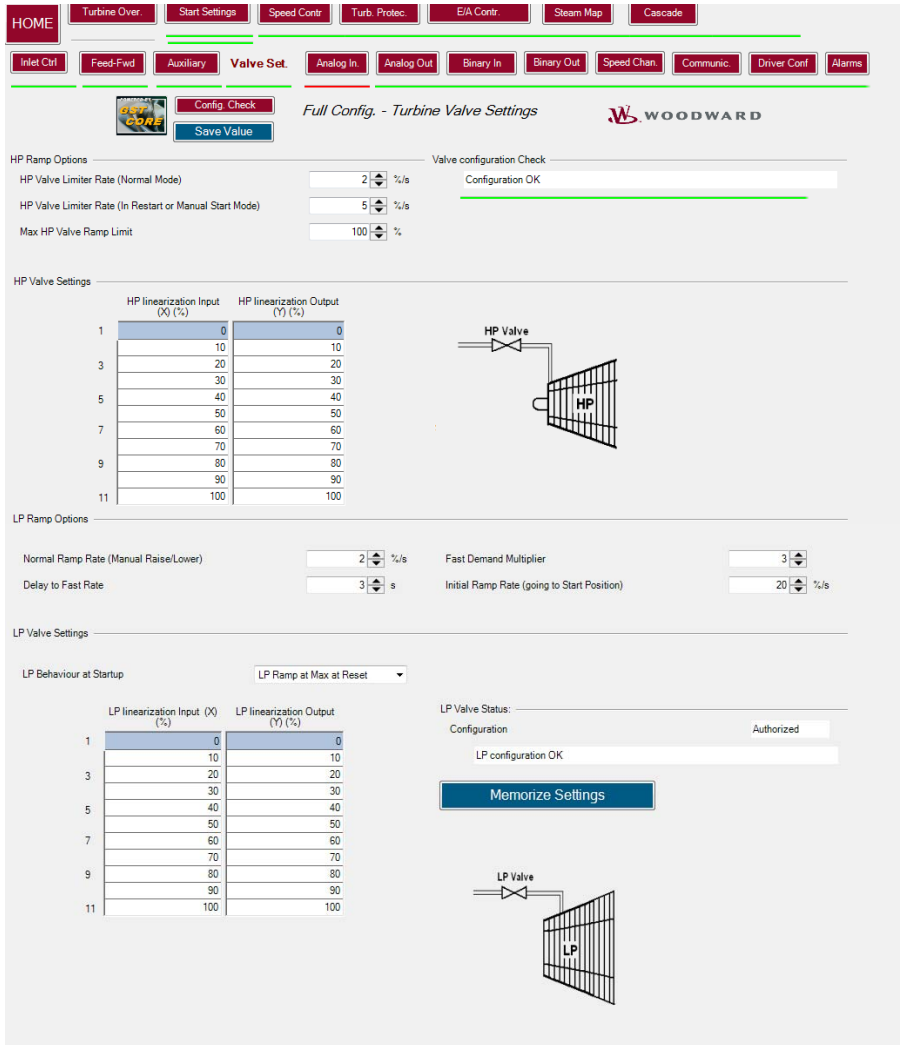 HOME Turbine Over. Start Settings Speed Contr Turb. Protec. E/A Contr. Steam Map Cascade
Inlet Ctrl Feed-Fwd Auxiliary Valve Set. Analog In. Analog Out Binary In Binary Out Speed Chan. Communic. Driver Conf Alarms
GST CORE
Config. Check
Save Value
Full Config. - Turbine Valve Settings
WOODWARD
HP Ramp Options Valve configuration Check
HP Valve Limiter Rate (Normal Mode) 2 %/s Configuration OK
HP Valve Limiter Rate (In Restart or Manual Start Mode) 5 %/s
Max HP Valve Ramp Limit 100 %
HP Valve Settings
HP linearization Input (X) (%) HP linearization Output (Y) (%)
1 0 0
10 10
3 20 20
30 30
5 40 40
50 50
7 60 60
70 70
9 80 80
90 90
11 100 100
HP Valve
HP
LP Ramp Options
Normal Ramp Rate (Manual Raise/Lower) 2 %/s Fast Demand Multiplier 3
Delay to Fast Rate 3 s Initial Ramp Rate (going to Start Position) 20 %/s
LP Valve Settings
LP Behaviour at Startup LP Ramp at Max at Reset
LP linearization Input (X) (%) LP linearization Output (Y) (%)
1 0 0
10 10
3 20 20
30 30
5 40 40
50 50
7 60 60
70 70
9 80 80
90 90
11 100 100
LP Valve Status:
Configuration Authorized
LP configuration OK
Memorize Settings
LP Valve
LP